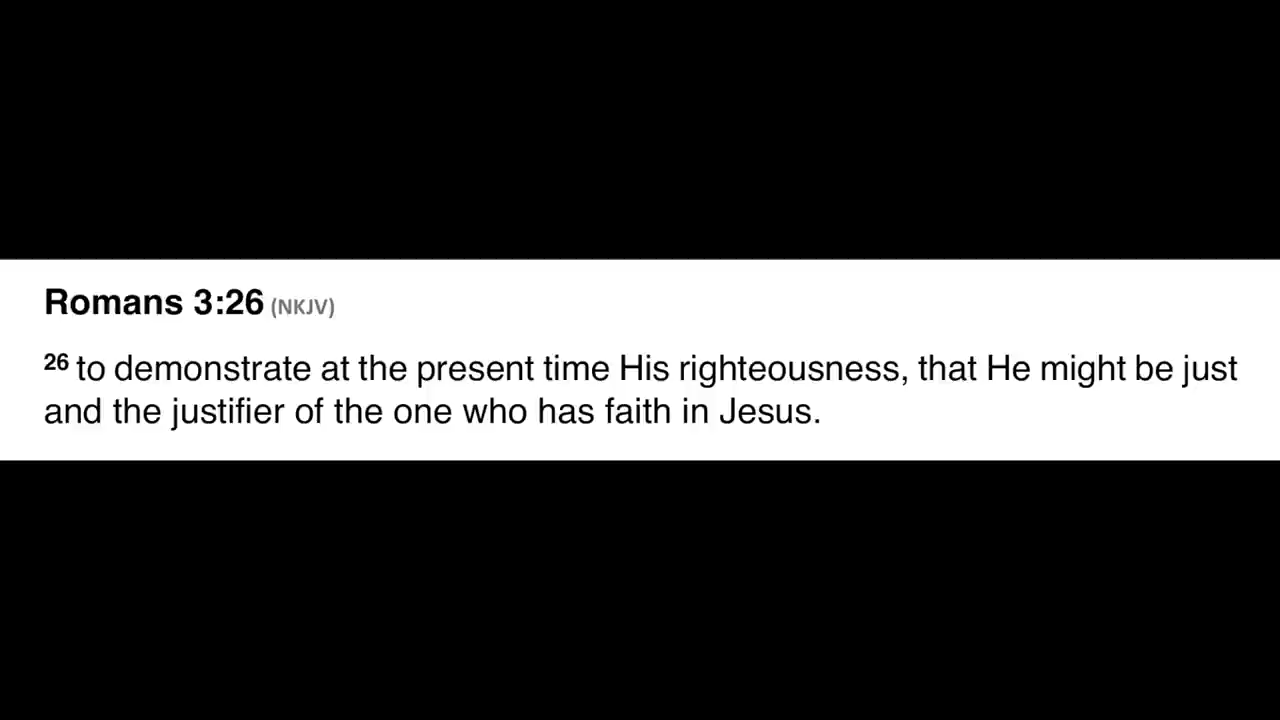 Romans 3:26 (NKJV)
26 to demonstrate at the present time His righteousness, that He might be just
and the justifier of the one who has faith in Jesus.